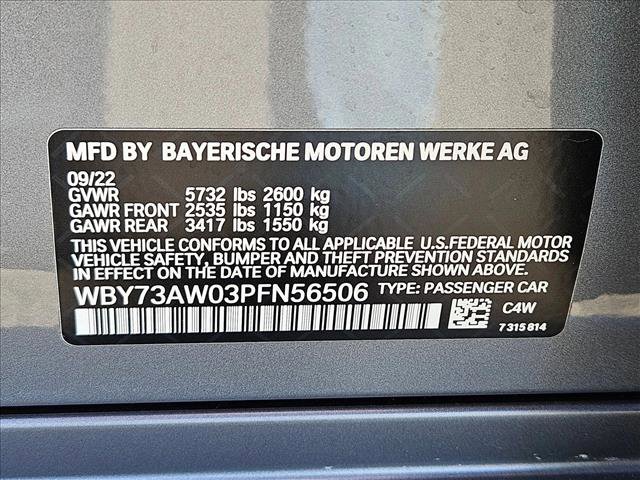 MFD BY BAYERISCHE MOTOREN WERKE AG
09/22
GVWR 5732 lbs 2600 kg
GAWR FRONT 2535 lbs 1150 kg
GAWR REAR 3417 lbs 1550 kg
THIS VEHICLE CONFORMS TO ALL APPLICABLE U.S.FEDERAL MOTOR
VEHICLE SAFETY, BUMPER AND THEFT PREVENTION STANDARDS
IN EFFECT ON THE DATE OF MANUFACTURE SHOWN ABOVE.
WBY73AW03PFN56506 TYPE: PASSENGER CAR
C4W
7 315 814